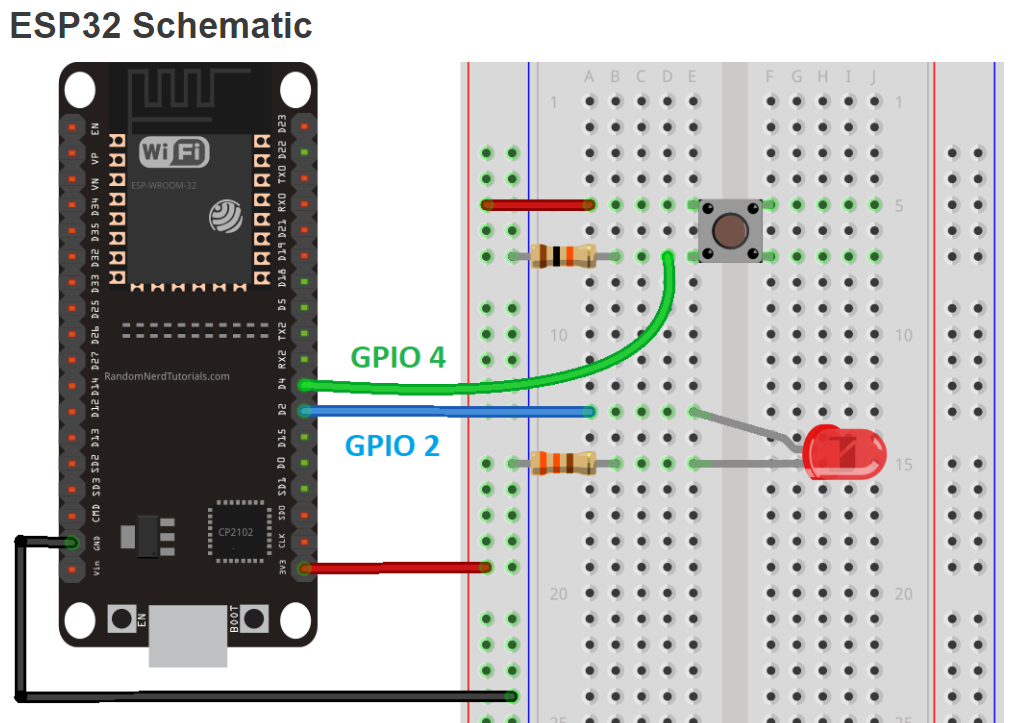 ESP32 Schematic
A B C D E F G H I J
1 1
EN D23
VP D22
VN TX0
D34 RX0
D35 D21
D32 D19
D33 D18
D25 D5
D26 TX2
D27 RX2
D14 D4
D12 D2
D13 D15
SD2 D0
SD3 SD1
CMD SD0
GND CLK
Vin 3V3
WiFi
ESP-WROOM-32
5
10 10
GPIO 4
RandomNerdTutorials.com
GPIO 2
15 15
CP2102
20 20
EN BOOT
25 25